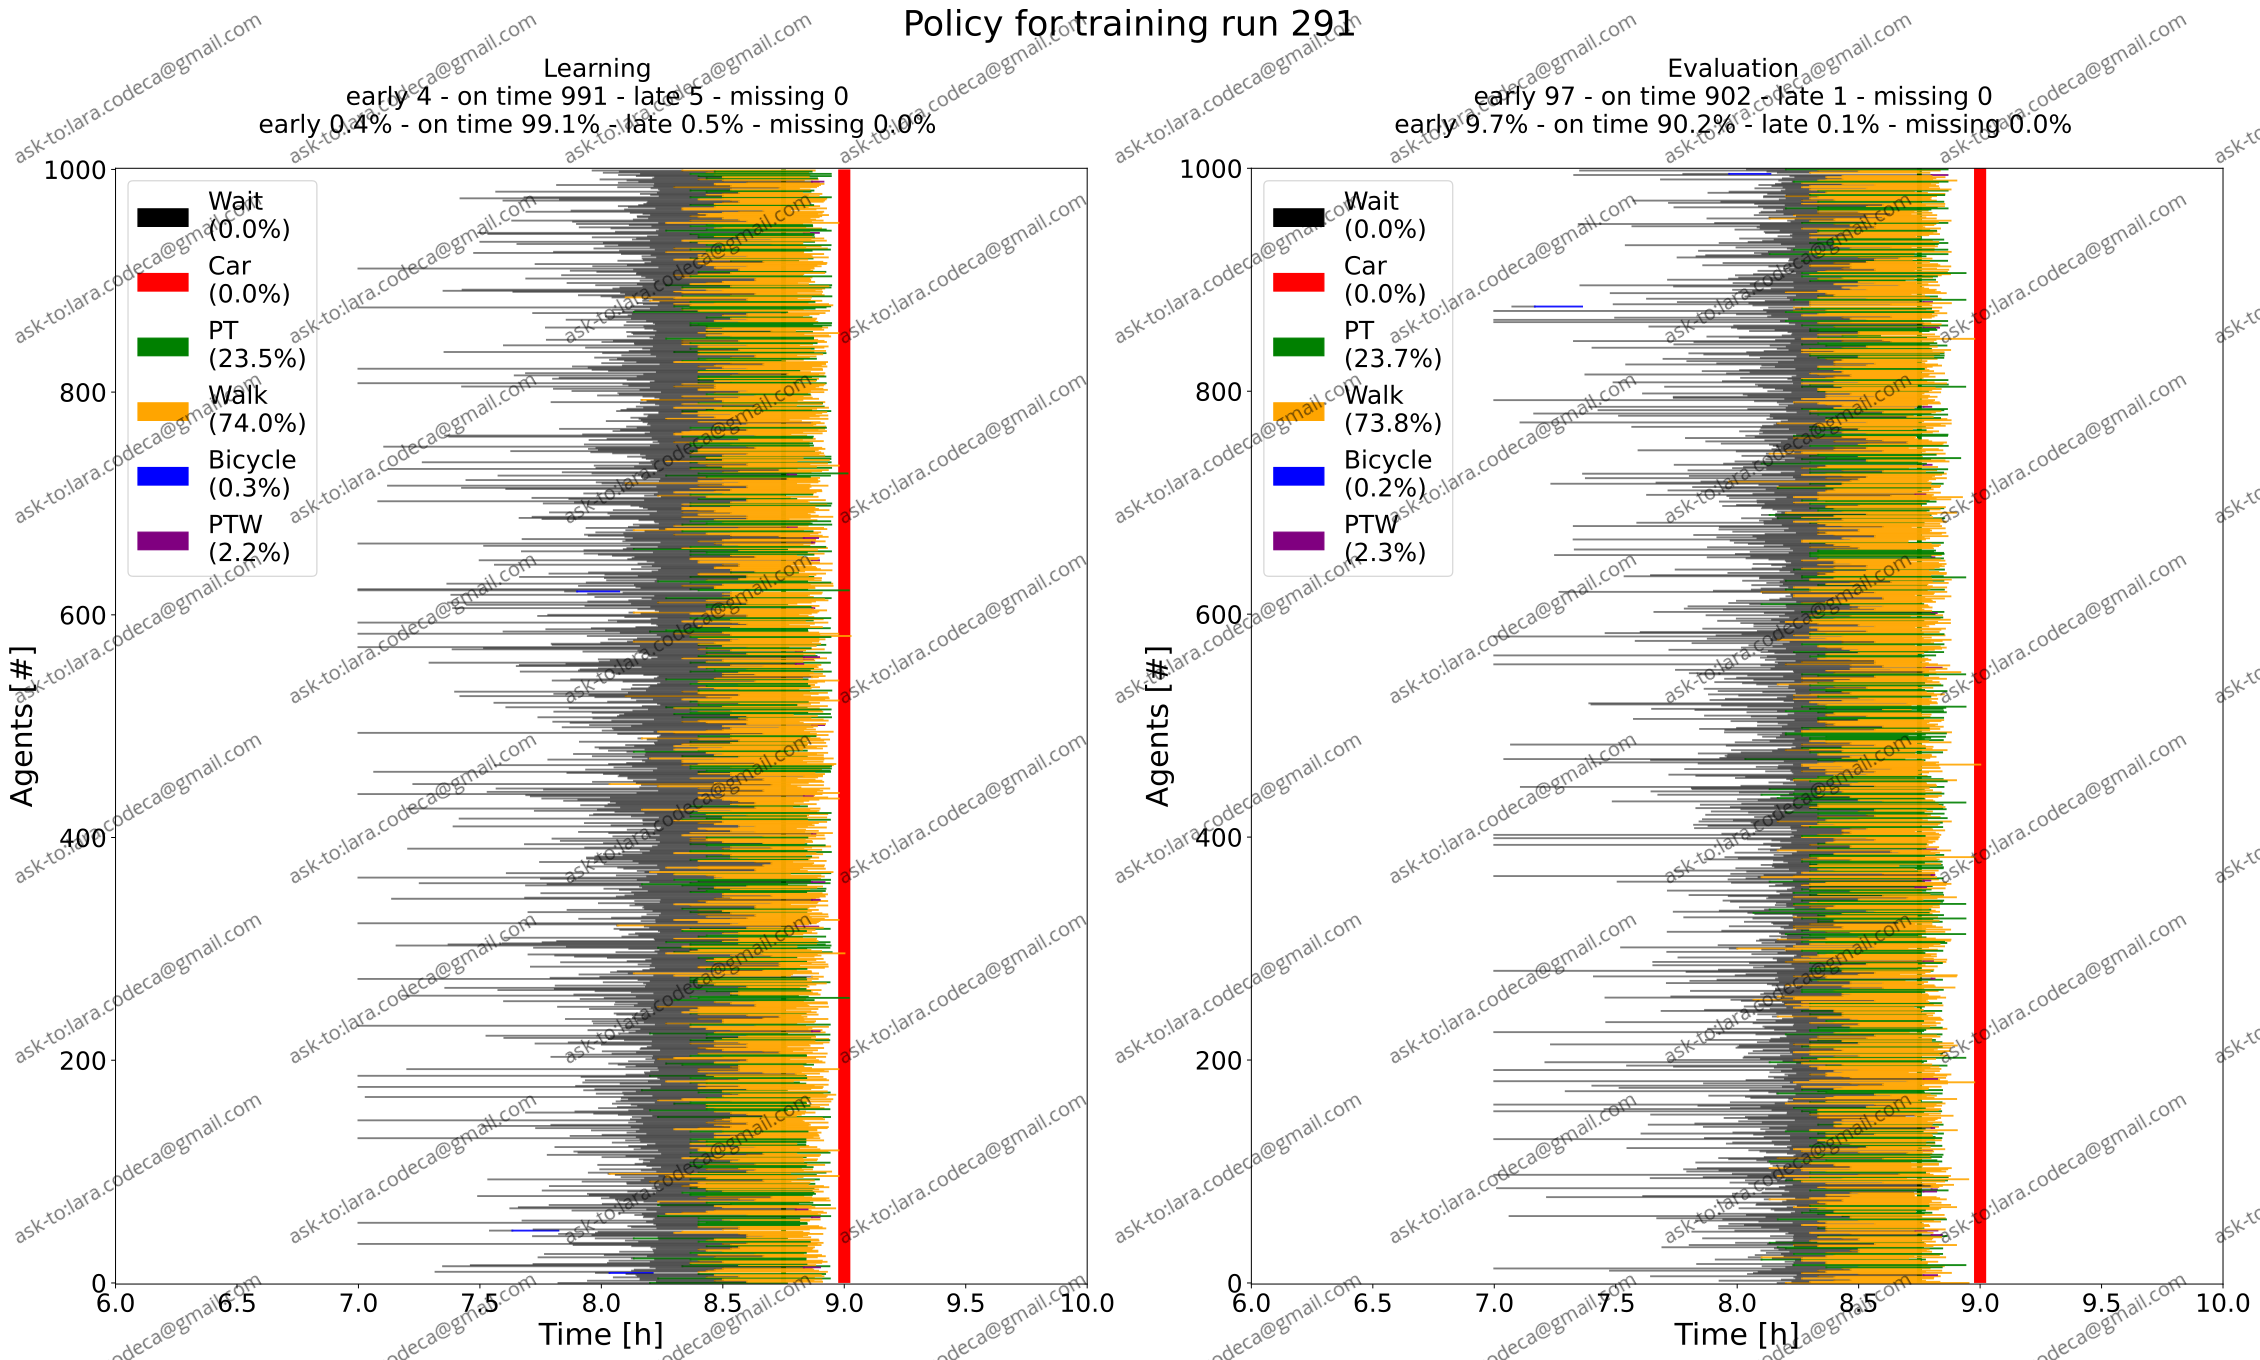 Policy for training run 291
Learning
early 4 - on time 991 - late 5 - missing 0
early 0.4% - on time 99.1% - late 0.5% - missing 0.0%
Agents [#]
1000
800
600
400
200
0
Wait
(0.0%)
Car
(0.0%)
PT
(23.5%)
Walk
(74.0%)
Bicycle
(0.3%)
PTW
(2.2%)
6.0 6.5 7.0 7.5 8.0 8.5 9.0 9.5 10.0
Time [h]
Evaluation
early 97 - on time 902 - late 1 - missing 0
early 9.7% - on time 90.2% - late 0.1% - missing 0.0%
Agents [#]
1000
800
600
400
200
0
Wait
(0.0%)
Car
(0.0%)
PT
(23.7%)
Walk
(73.8%)
Bicycle
(0.2%)
PTW
(2.3%)
6.0 6.5 7.0 7.5 8.0 8.5 9.0 9.5 10.0
Time [h]
ask-to:lara.codeca@gmail.com